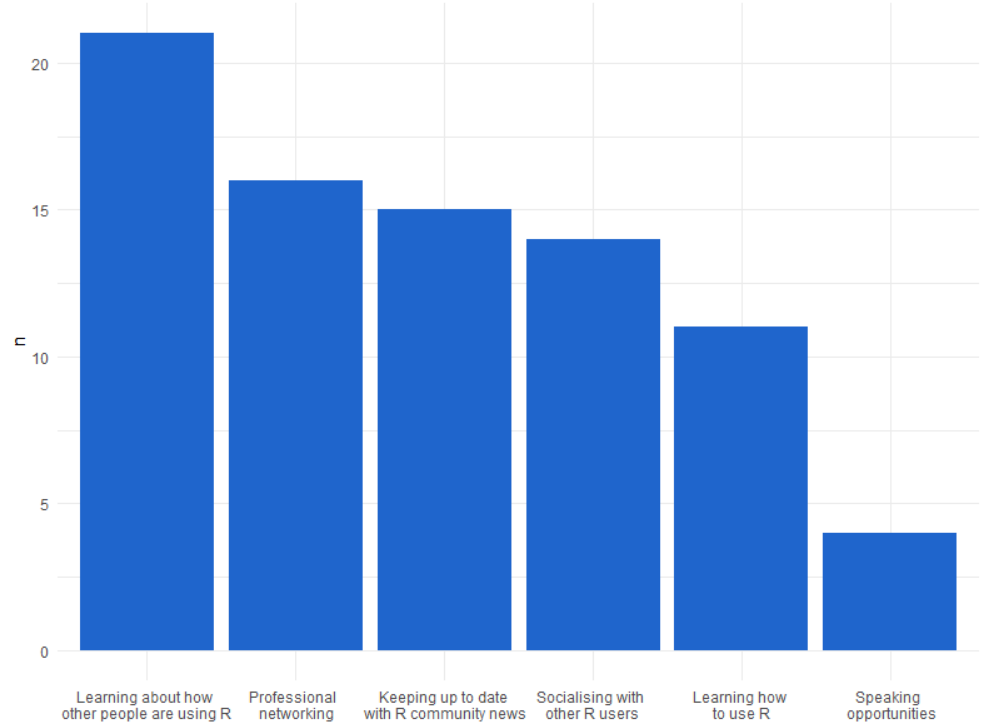 20
15
n
10
5
0
Learning about how
other people are using R
Professional
networking
Keeping up to date
with R community news
Socialising with
other R users
Learning how
to use R
Speaking
opportunities